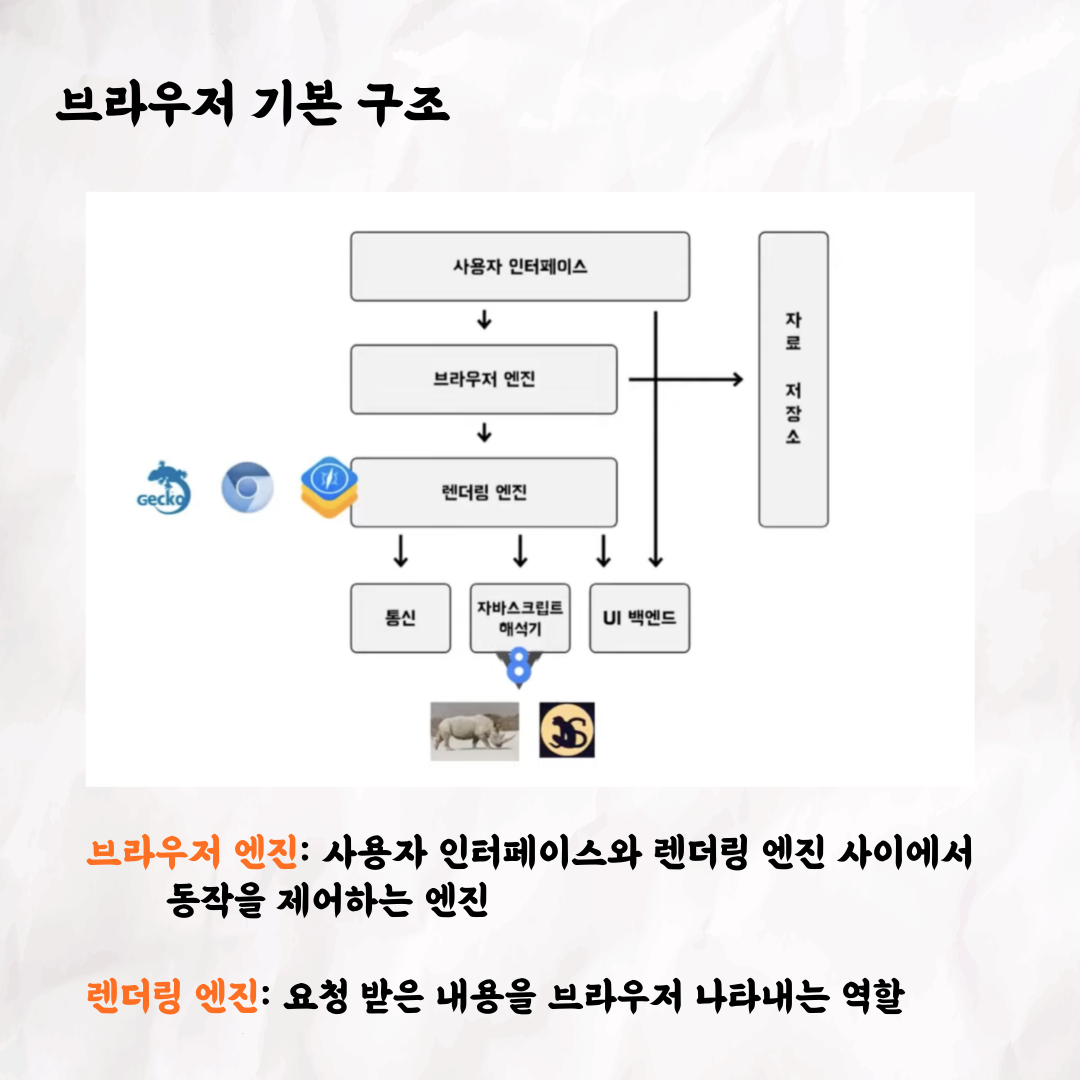 브라우저 기본 구조
사용자 인터페이스
브라우저 엔진
렌더링 엔진
GECKO
통신
자바스크립트
해석기
UI 백엔드
8
자료 저장소
브라우저 엔진: 사용자 인터페이스와 렌더링 엔진 사이에서
동작을 제어하는 엔진
렌더링 엔진: 요청 받은 내용을 브라우저 나타내는 역할